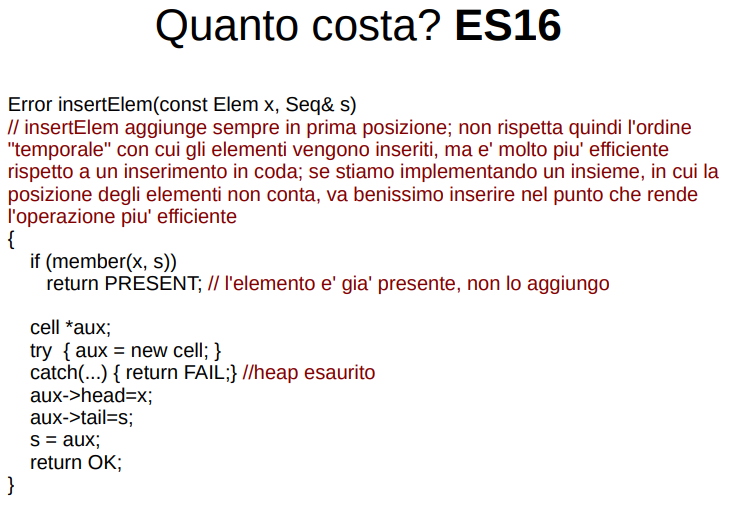 Quanto costa? ES16
Error insertElem(const Elem x, Seq& s)
// insertElem aggiunge sempre in prima posizione; non rispetta quindi l'ordine
"temporale" con cui gli elementi vengono inseriti, ma e' molto piu' efficiente
rispetto a un inserimento in coda; se stiamo implementando un insieme, in cui la
posizione degli elementi non conta, va benissimo inserire nel punto che rende
l'operazione piu' efficiente
{
if (member(x, s))
return PRESENT; // l'elemento e' gia' presente, non lo aggiungo
cell *aux;
try { aux = new cell; }
catch(...) { return FAIL;} //heap esaurito
aux->head=x;
aux->tail=s;
s = aux;
return OK;
}